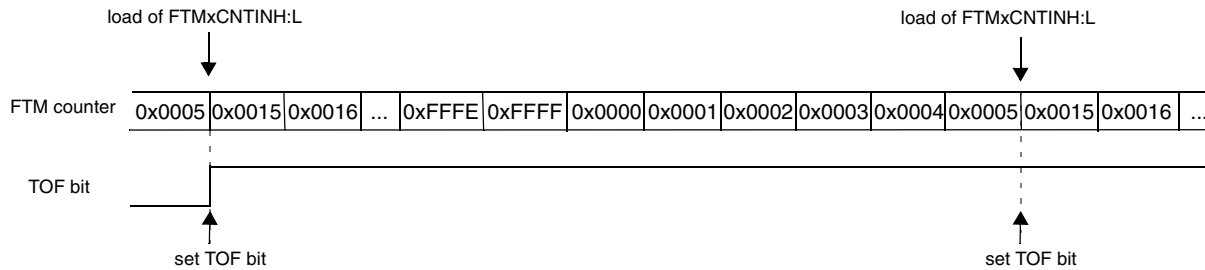 load of FTMxCNTINH:L load of FTMxCNTINH:L
FTM counter 0x0005 0x0015 0x0016 ... 0xFFFE 0xFFFF 0x0000 0x0001 0x0002 0x0003 0x0004 0x0005 0x0015 0x0016 ...
TOF bit
set TOF bit set TOF bit